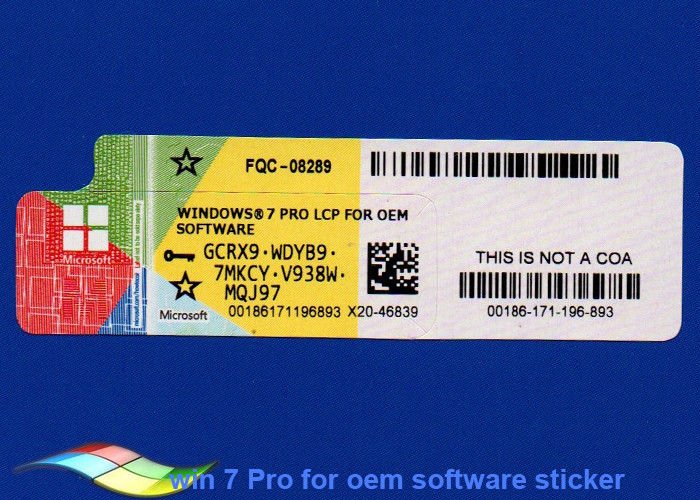 FQC-08289
WINDOWS® 7 PRO LCP FOR OEM
SOFTWARE
GCRX9-WDYB9-
7MKCY-V938W-
MQJ97
Microsoft
Microsoft
00186171196893 X20-46839
THIS IS NOT A COA
00186-171-196-893
win 7 Pro for oem software sticker